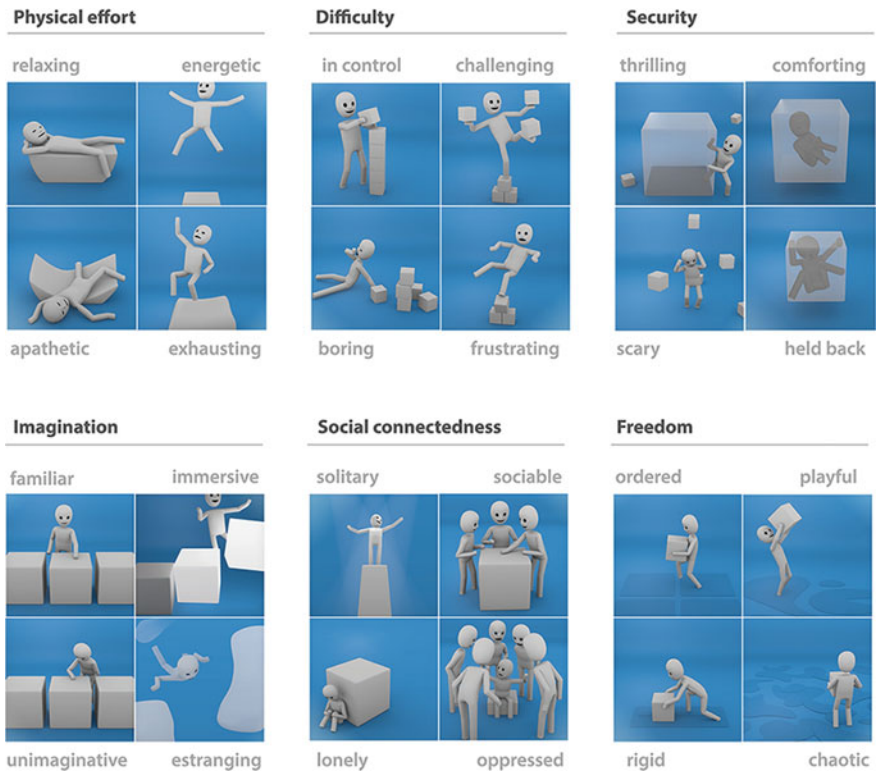 Physical effort
Difficulty
Security
relaxing
energetic
in control
challenging
thrilling
comforting
apathetic
exhausting
boring
frustrating
scary
held back
Imagination
Social connectedness
Freedom
familiar
immersive
solitary
sociable
ordered
playful
unimaginative
estranging
lonely
oppressed
rigid
chaotic